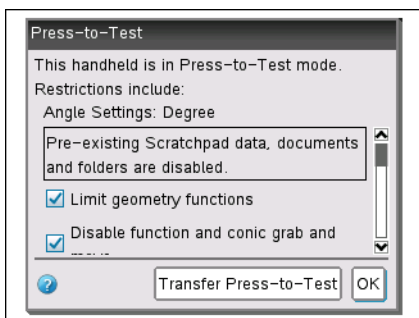 Press-to-Test
This handheld is in Press-to-Test mode.
Restrictions include:
Angle Settings: Degree
Pre-existing Scratchpad data, documents
and folders are disabled.
Limit geometry functions
Disable function and conic grab and
Transfer Press-to-Test OK